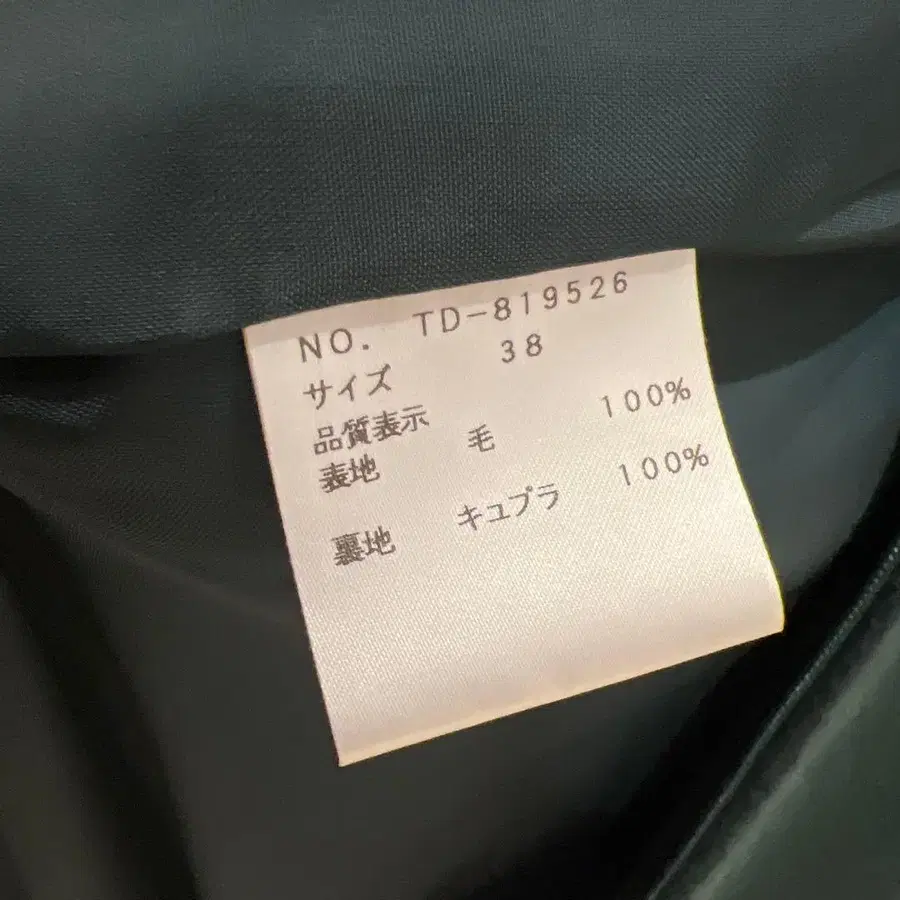 NO. TD-819526
サイズ 38
品質表示
表地 毛 100%
裏地 キュプラ 100%